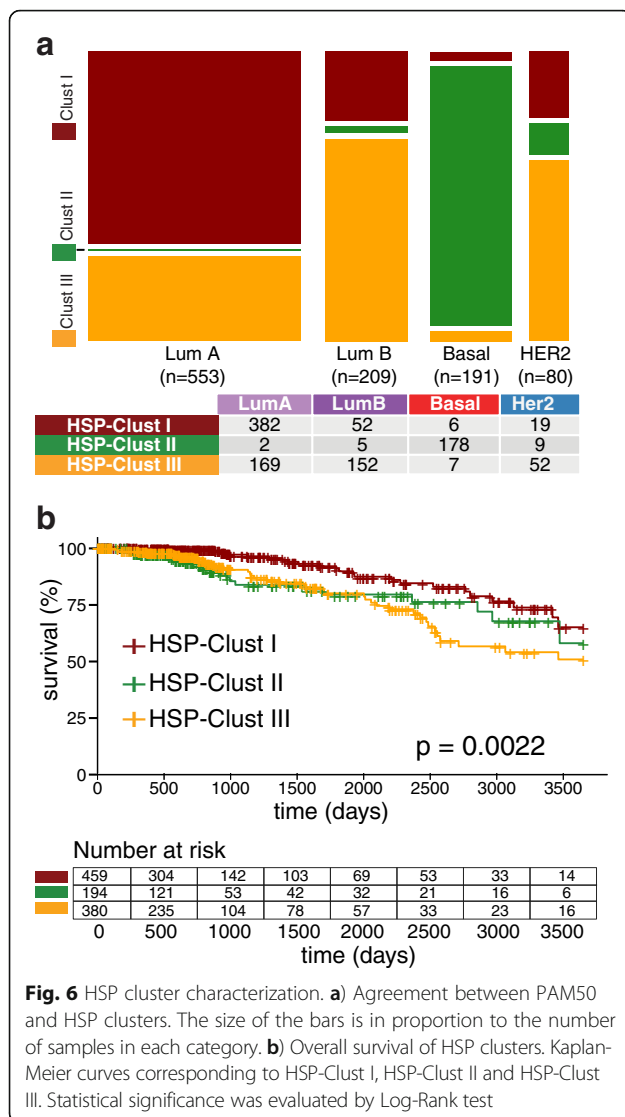 a
Clust I
Clust II
Clust III
Lum A Lum B Basal HER2
(n=553) (n=209) (n=191) (n=80)
LumA LumB Basal Her2
HSP-Clust I 382 52 6 19
HSP-Clust II 2 5 178 9
HSP-Clust III 169 152 7 52
b
survival (%)
100
75
50
25
0
HSP-Clust I
HSP-Clust II
HSP-Clust III
p = 0.0022
0 500 1000 1500 2000 2500 3000 3500
time (days)
Number at risk
459 304 142 103 69 53 33 14
194 121 53 42 32 21 16 6
380 235 104 78 57 33 23 16
0 500 1000 1500 2000 2500 3000 3500
time (days)
Fig. 6 HSP cluster characterization. a) Agreement between PAM50
and HSP clusters. The size of the bars is in proportion to the number
of samples in each category. b) Overall survival of HSP clusters. Kaplan-
Meier curves corresponding to HSP-Clust I, HSP-Clust II and HSP-Clust
III. Statistical significance was evaluated by Log-Rank test